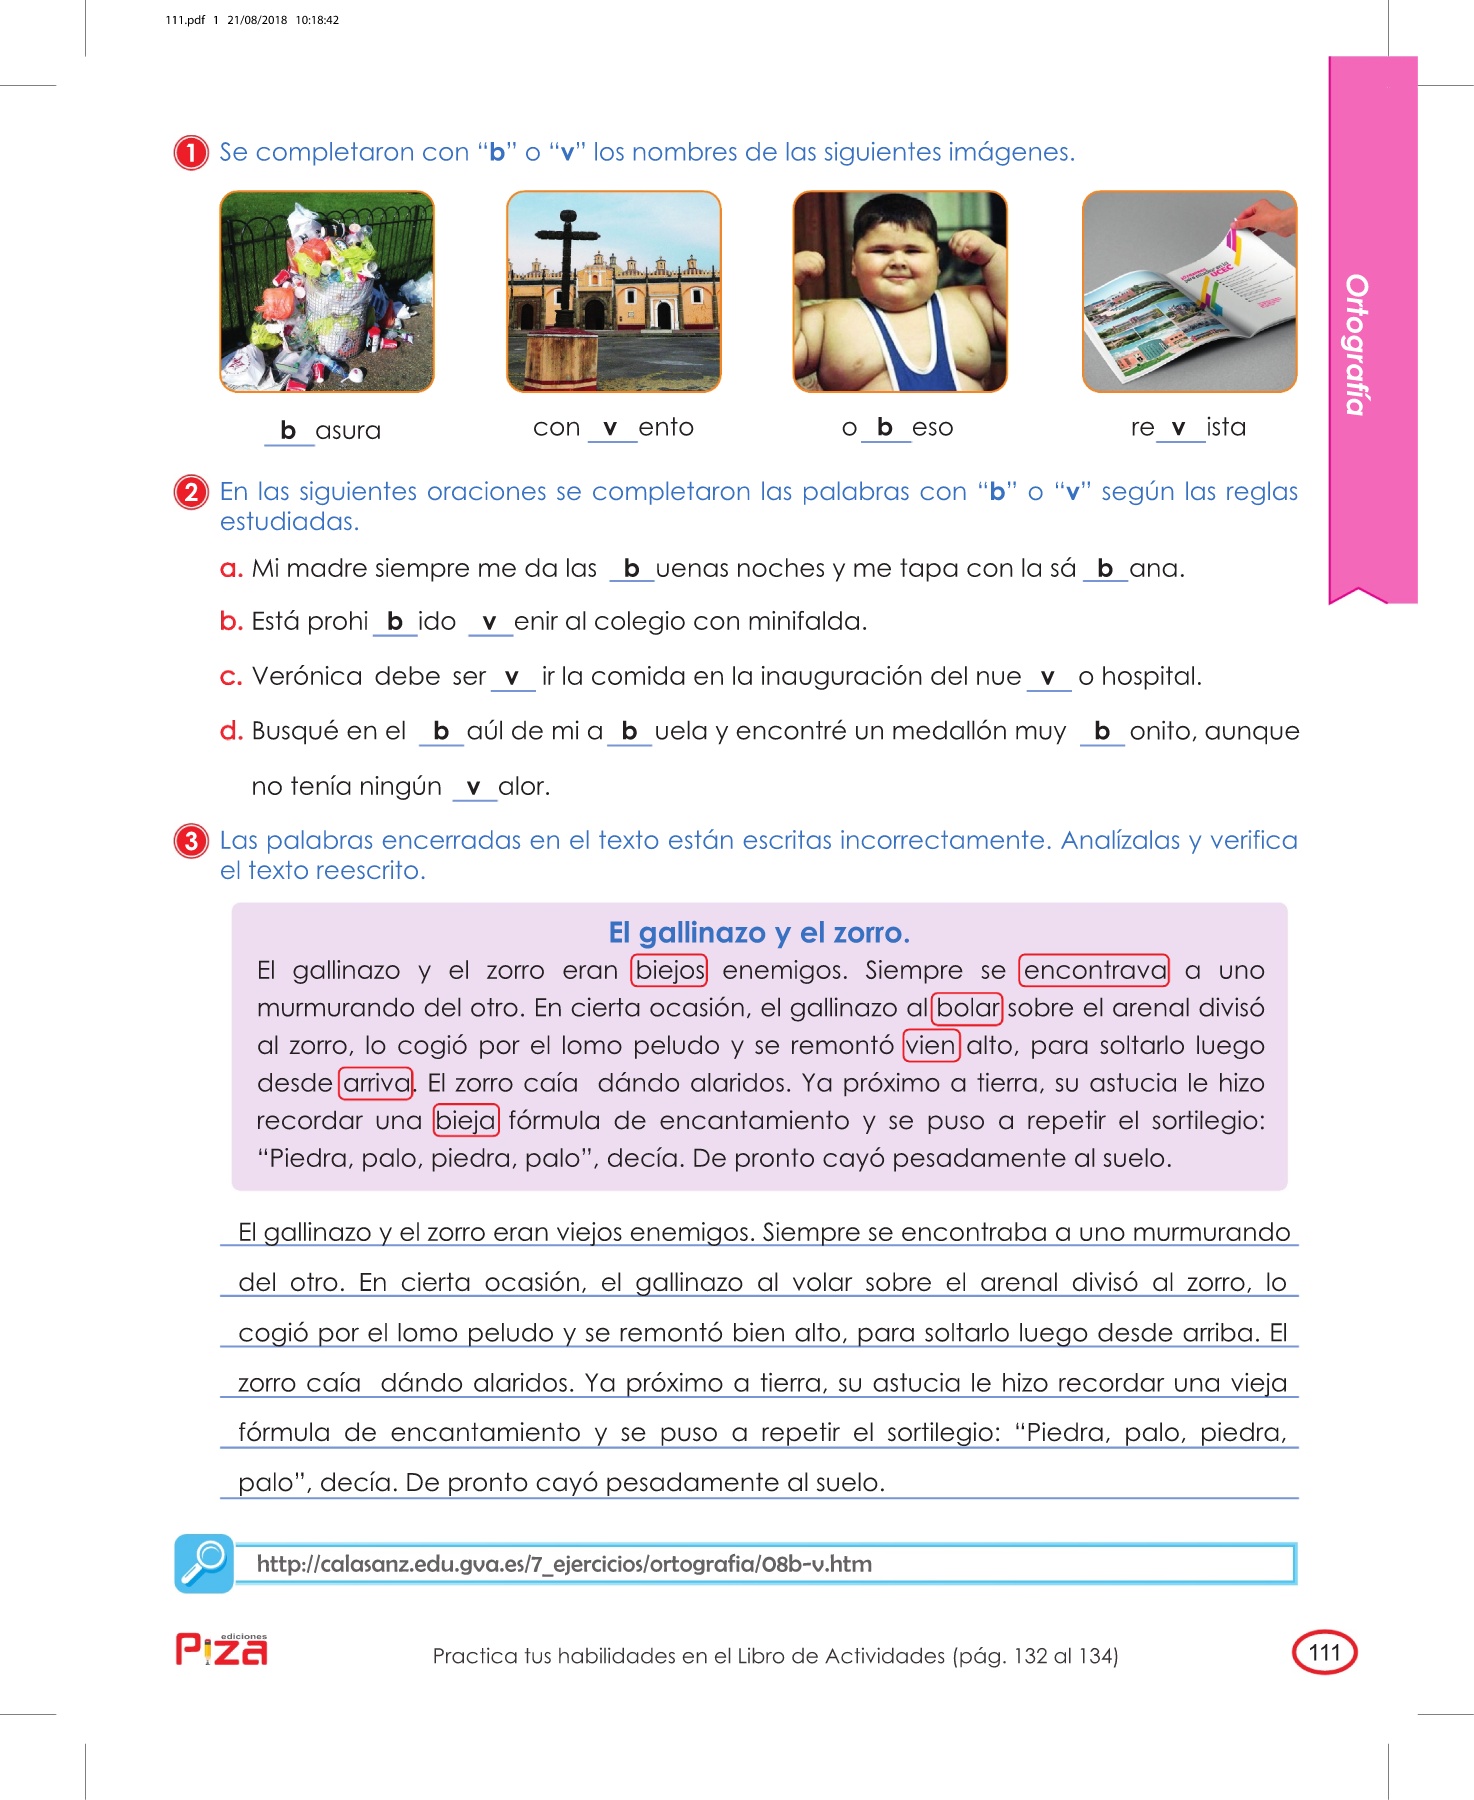 111.pdf 1 21/08/2018 10:18:42
Ortografía
1 Se completaron con “b” o “v” los nombres de las siguientes imágenes.
b asura
con v ento
o b eso
re v ista
2 En las siguientes oraciones se completaron las palabras con “b” o “v” según las reglas
estudiadas.
a. Mi madre siempre me da las b uenas noches y me tapa con la sá b ana.
b. Está prohi b ido v enir al colegio con minifalda.
c. Verónica debe ser v ir la comida en la inauguración del nue v o hospital.
d. Busqué en el b aúl de mi a b uela y encontré un medallón muy b onito, aunque
no tenía ningún v alor.
3 Las palabras encerradas en el texto están escritas incorrectamente. Analízalas y verifica
el texto reescrito.
El gallinazo y el zorro.
El gallinazo y el zorro eran biejos enemigos. Siempre se encontrava a uno
murmurando del otro. En cierta ocasión, el gallinazo al bolar sobre el arenal divisó
al zorro, lo cogió por el lomo peludo y se remontó vien alto, para soltarlo luego
desde arriva. El zorro caía dándo alaridos. Ya próximo a tierra, su astucia le hizo
recordar una bieja fórmula de encantamiento y se puso a repetir el sortilegio:
“Piedra, palo, piedra, palo”, decía. De pronto cayó pesadamente al suelo.
El gallinazo y el zorro eran viejos enemigos. Siempre se encontraba a uno murmurando
del otro. En cierta ocasión, el gallinazo al volar sobre el arenal divisó al zorro, lo
cogió por el lomo peludo y se remontó bien alto, para soltarlo luego desde arriba. El
zorro caía dándo alaridos. Ya próximo a tierra, su astucia le hizo recordar una vieja
fórmula de encantamiento y se puso a repetir el sortilegio: “Piedra, palo, piedra,
palo”, decía. De pronto cayó pesadamente al suelo.
http://calasanz.edu.gva.es/7_ejercicios/ortografia/08b-v.htm
ediciones
Piza
Practica tus habilidades en el Libro de Actividades (pág. 132 al 134)
111